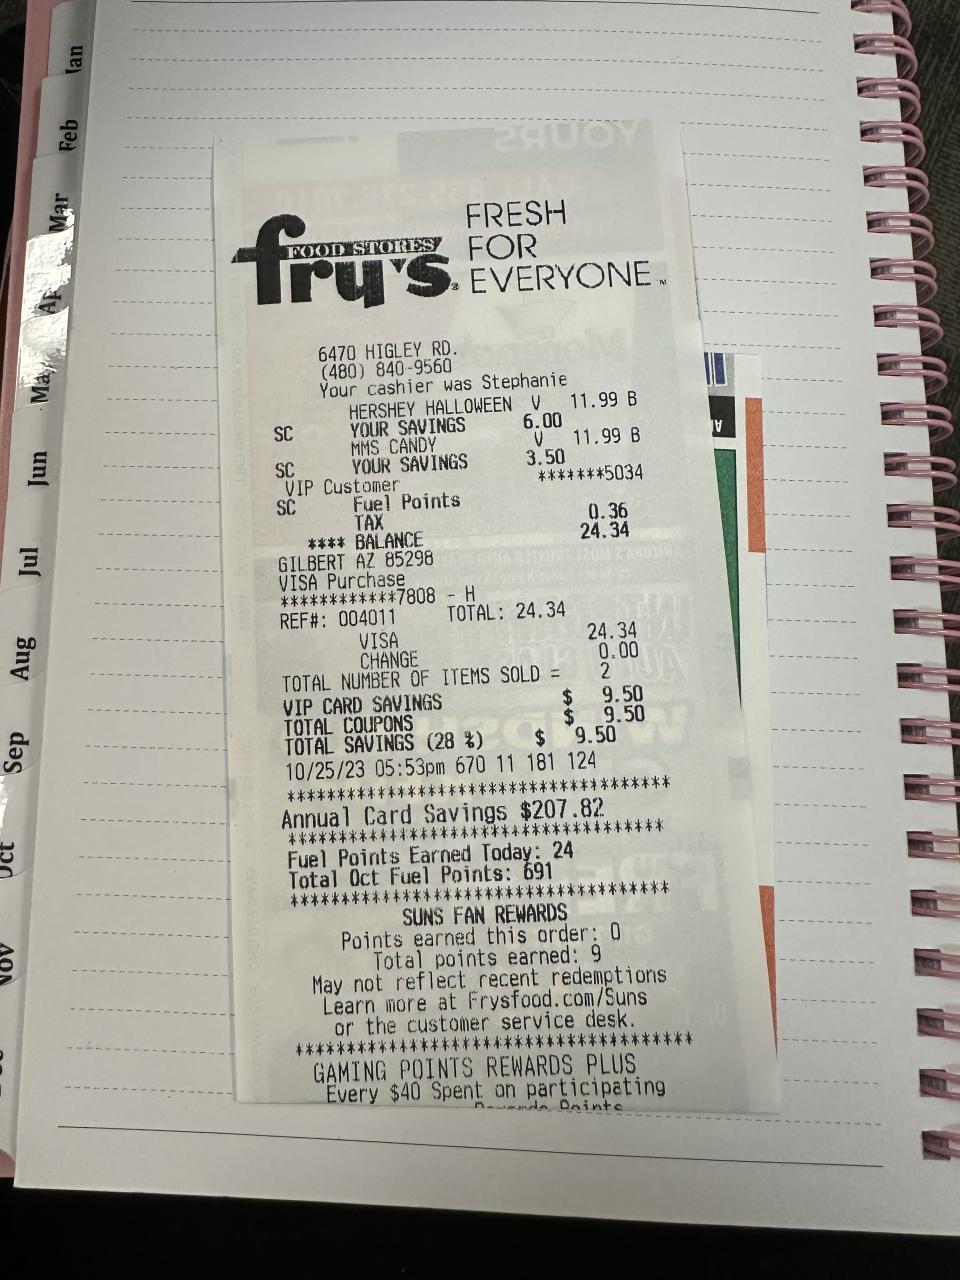 Jan
Feb
Mar
Jun
Jul
Aug
Sep
YOURS
FOOD STORES
fry's
FRESH
FOR
EVERYONE
6470 HIGLEY RD.
(480) 840-9560
Your cashier was Stephanie
HERSHEY HALLOWEEN V 11.99 B
SC YOUR SAVINGS 6.00
MMS CANDY V 11.99 B
SC YOUR SAVINGS 3.50
VIP Customer *******5034
SC Fuel Points
TAX 0.36
**** BALANCE 24.34
GILBERT AZ 85298
VISA Purchase
************7808 - H
REF#: 004011 TOTAL: 24.34
VISA 24.34
CHANGE 0.00
TOTAL NUMBER OF ITEMS SOLD = 2
VIP CARD SAVINGS $ 9.50
TOTAL COUPONS $ 9.50
TOTAL SAVINGS (28 %) $ 9.50
10/25/23 05:53pm 670 11 181 124
************************************
Annual Card Savings $207.82
************************************
Fuel Points Earned Today: 24
Total Oct Fuel Points: 691
************************************
SUNS FAN REWARDS
Points earned this order: 0
Total points earned: 9
May not reflect recent redemptions
Learn more at Frysfood.com/Suns
or the customer service desk.
**************************************
GAMING POINTS REWARDS PLUS
Every $40 Spent on participating